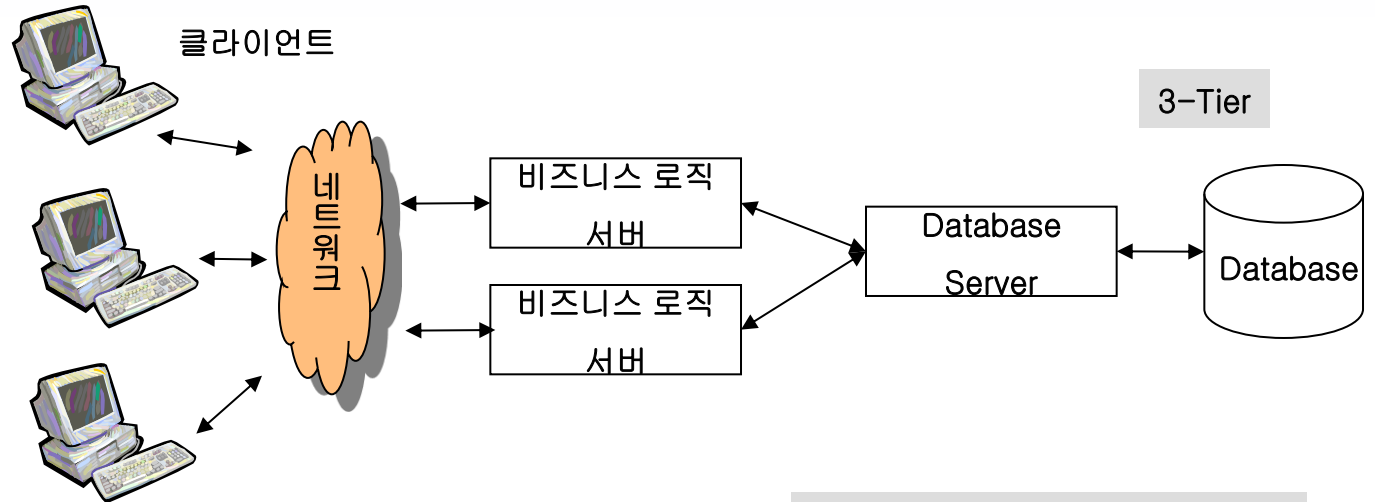 클라이언트
3-Tier
네트워크
비즈니스 로직
서버
비즈니스 로직
서버
Database
Server
Database